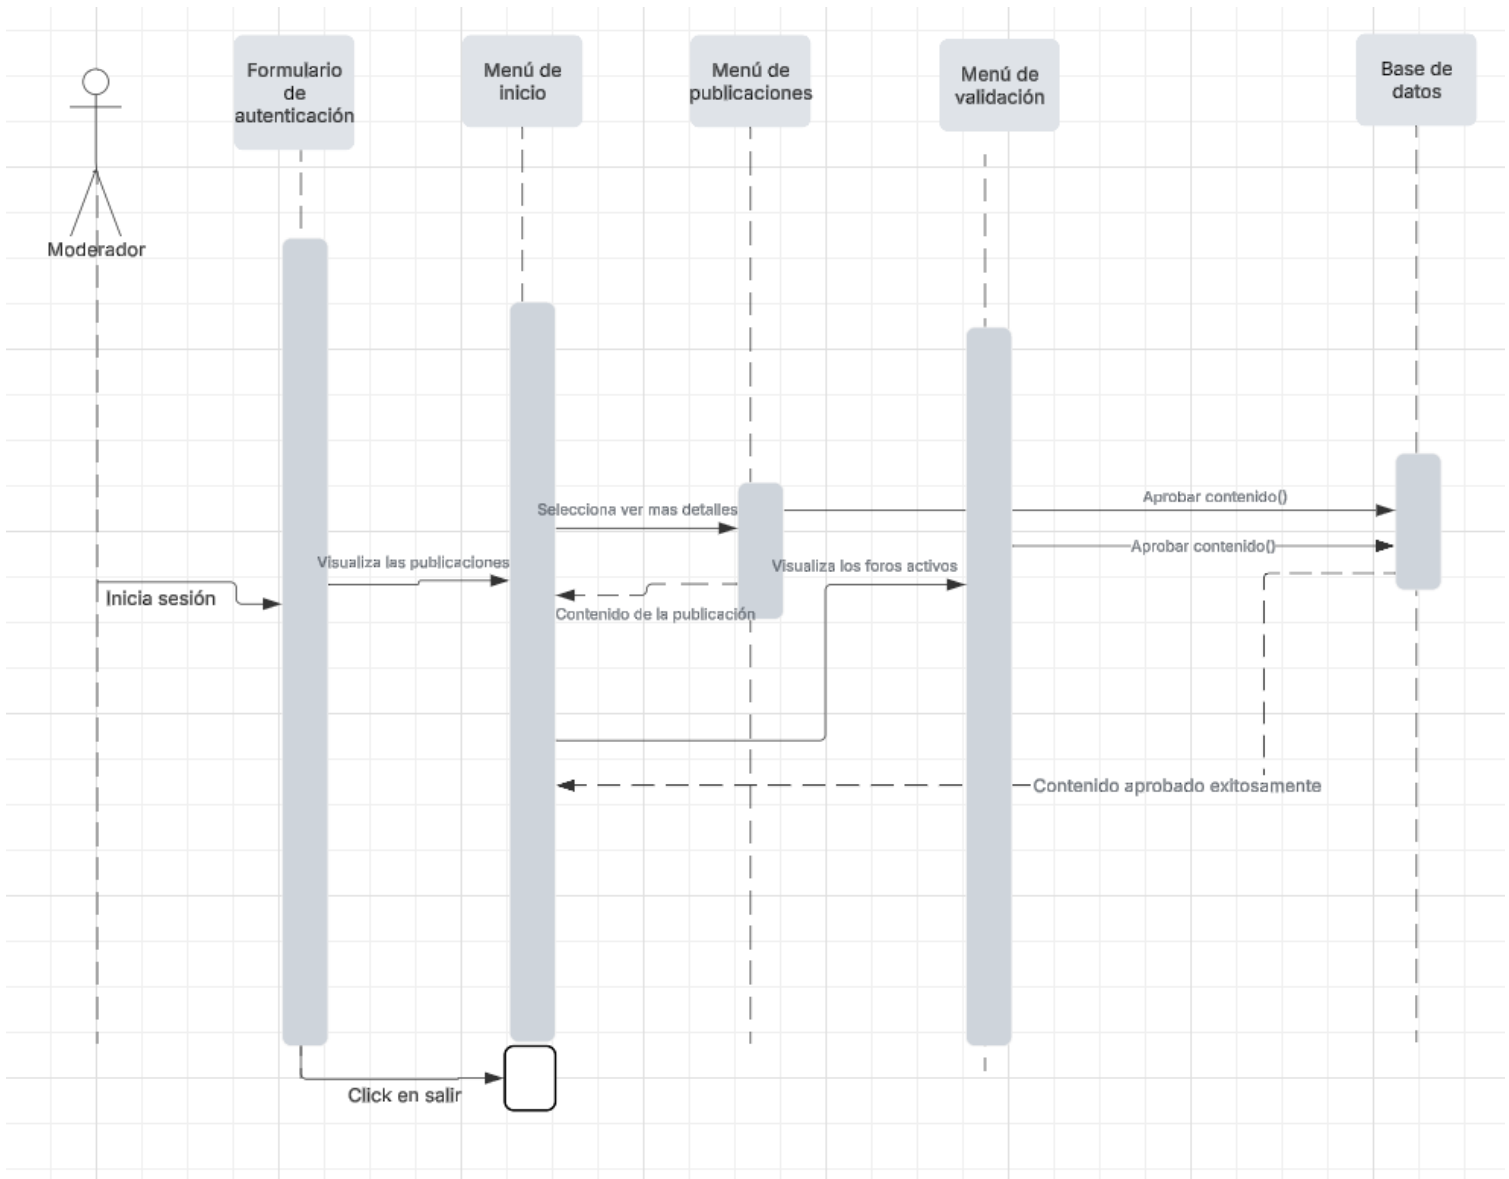 Formulario
de
autenticación
Menú de
inicio
Menú de
publicaciones
Menú de
validación
Base de
datos
Moderador
Aprobar contenido()
Selecciona ver mas detalles
Aprobar contenido()
Visualiza las publicaciones
Visualiza los foros activos
Inicia sesión
Contenido de la publicación
Contenido aprobado exitosamente
Click en salir